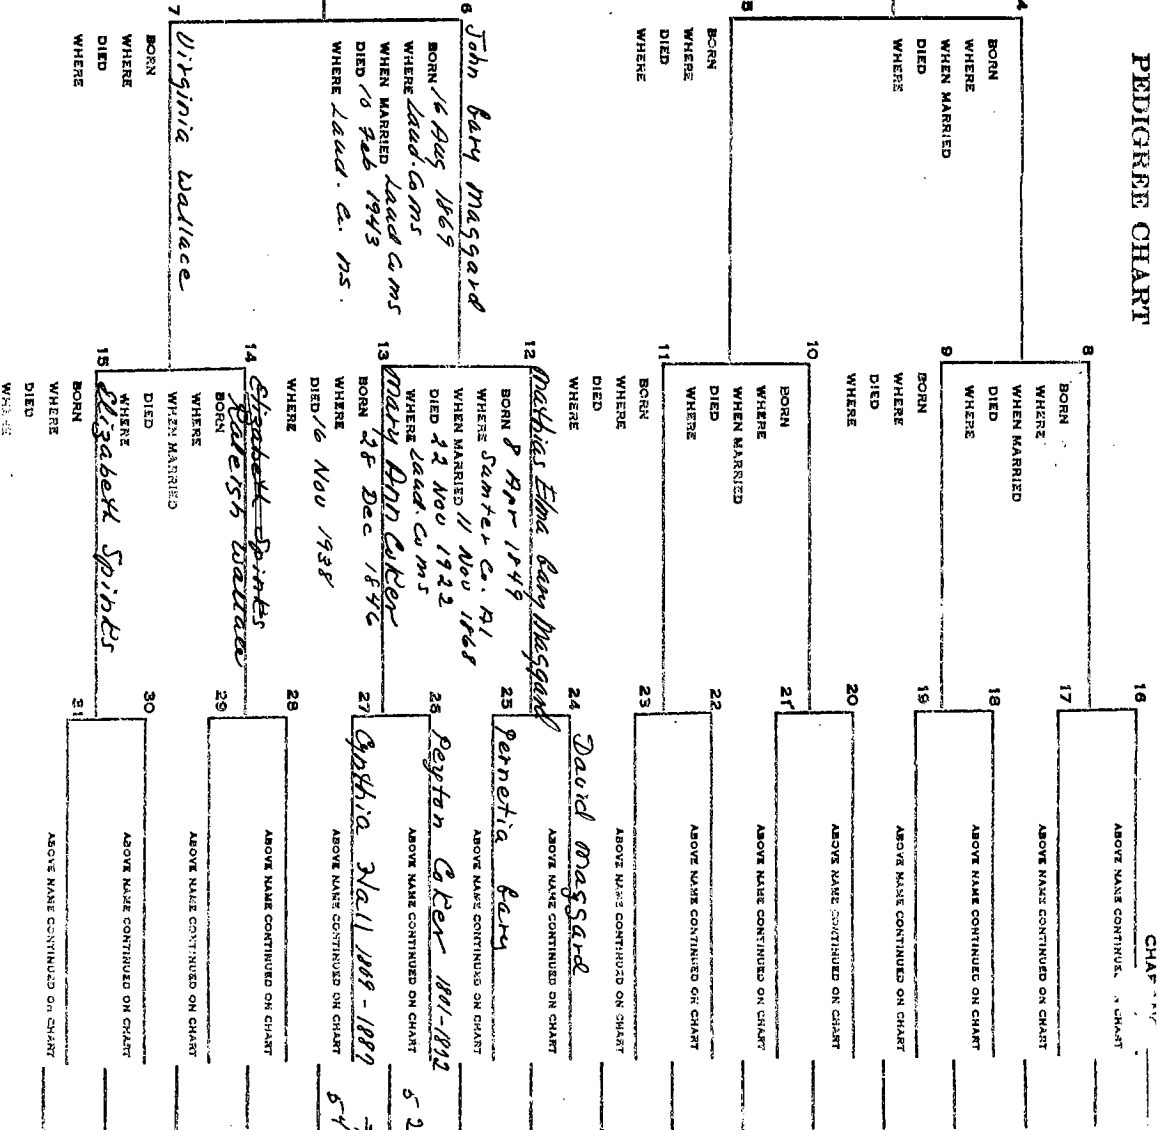 PEDIGREE CHART
4
BORN
WHERE
WHEN MARRIED
DIED
WHERE
5
BORN
WHERE
DIED
WHERE
6
John Gary Maggard
BORN 16 Aug 1869
WHERE Laud. Co ms
WHEN MARRIED Laud Co ms
DIED 10 Feb 1943
WHERE Laud. Co. ms.
7
Virginia Wallace
BORN
WHERE
DIED
WHERE
8
BORN
WHERE
WHEN MARRIED
DIED
WHERE
9
BORN
WHERE
DIED
WHERE
10
BORN
WHERE
WHEN MARRIED
DIED
WHERE
11
BORN
WHERE
DIED
WHERE
12
Mathias Elma Gary Maggard
BORN 8 Apr 1849
WHERE Sumter Co. Al
WHEN MARRIED 11 Nov 1868
DIED 22 Nov 1922
WHERE Laud. Co ms
13
Mary Ann Coker
BORN 28 Dec 1846
WHERE
DIED 16 Nov 1938
WHERE
14
Elizabeth Spinks
Raleigh Wallace
BORN
WHERE
WHEN MARRIED
DIED
WHERE
15
Elizabeth Spinks
BORN
WHERE
DIED
WHERE
16
ABOVE NAME CONTINUED ON CHART
17
ABOVE NAME CONTINUED ON CHART
18
ABOVE NAME CONTINUED ON CHART
19
ABOVE NAME CONTINUED ON CHART
20
ABOVE NAME CONTINUED ON CHART
21
ABOVE NAME CONTINUED ON CHART
22
ABOVE NAME CONTINUED ON CHART
23
ABOVE NAME CONTINUED ON CHART
24
David Maggard
ABOVE NAME CONTINUED ON CHART
25
Pernetia Gary
ABOVE NAME CONTINUED ON CHART
26
Peyton Coker 1801-1872
ABOVE NAME CONTINUED ON CHART
52
27
Cynthia Hall 1809-1887
ABOVE NAME CONTINUED ON CHART
54
28
ABOVE NAME CONTINUED ON CHART
29
ABOVE NAME CONTINUED ON CHART
30
ABOVE NAME CONTINUED ON CHART
31
ABOVE NAME CONTINUED ON CHART